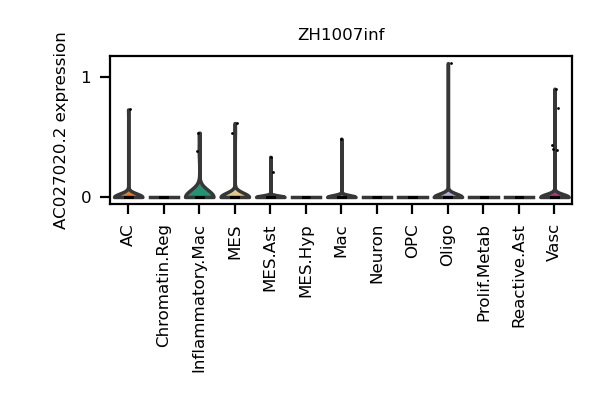 ZH1007inf
AC027020.2 expression
1
0
AC
Chromatin.Reg
Inflammatory.Mac
MES
MES.Ast
MES.Hyp
Mac
Neuron
OPC
Oligo
Prolif.Metab
Reactive.Ast
Vasc